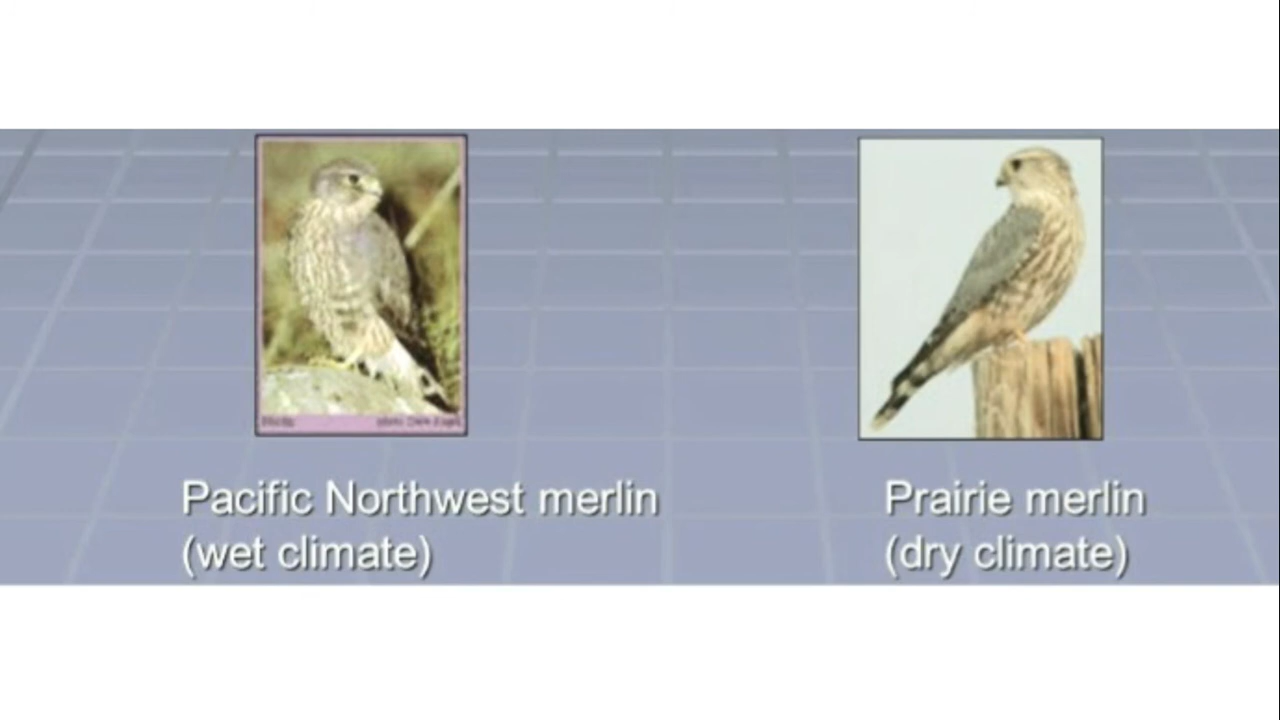 Pacific Northwest merlin
(wet climate)
Prairie merlin
(dry climate)